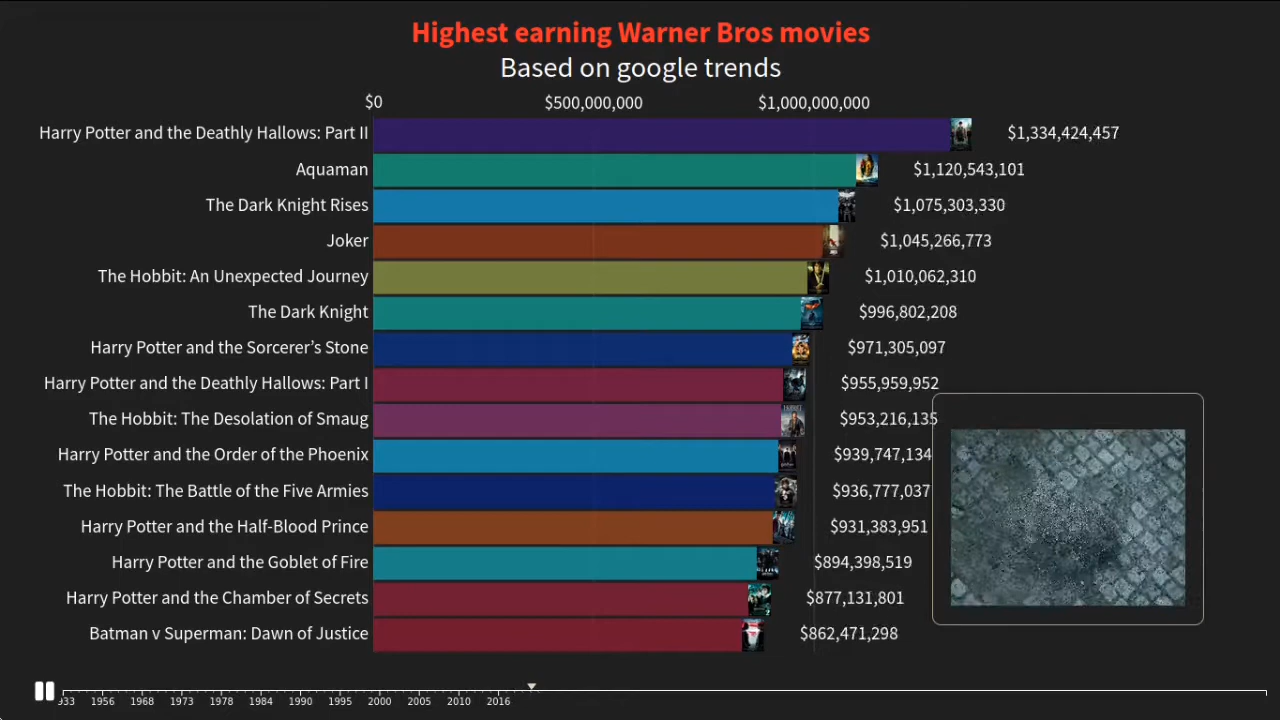 Highest earning Warner Bros movies
Based on google trends
$0 $500,000,000 $1,000,000,000
Harry Potter and the Deathly Hallows: Part II $1,334,424,457
Aquaman $1,120,543,101
The Dark Knight Rises $1,075,303,330
Joker $1,045,266,773
The Hobbit: An Unexpected Journey $1,010,062,310
The Dark Knight $996,802,208
Harry Potter and the Sorcerer’s Stone $971,305,097
Harry Potter and the Deathly Hallows: Part I $955,959,952
The Hobbit: The Desolation of Smaug $953,216,135
Harry Potter and the Order of the Phoenix $939,747,134
The Hobbit: The Battle of the Five Armies $936,777,037
Harry Potter and the Half-Blood Prince $931,383,951
Harry Potter and the Goblet of Fire $894,398,519
Harry Potter and the Chamber of Secrets $877,131,801
Batman v Superman: Dawn of Justice $862,471,298
933 1956 1968 1973 1978 1984 1990 1995 2000 2005 2010 2016